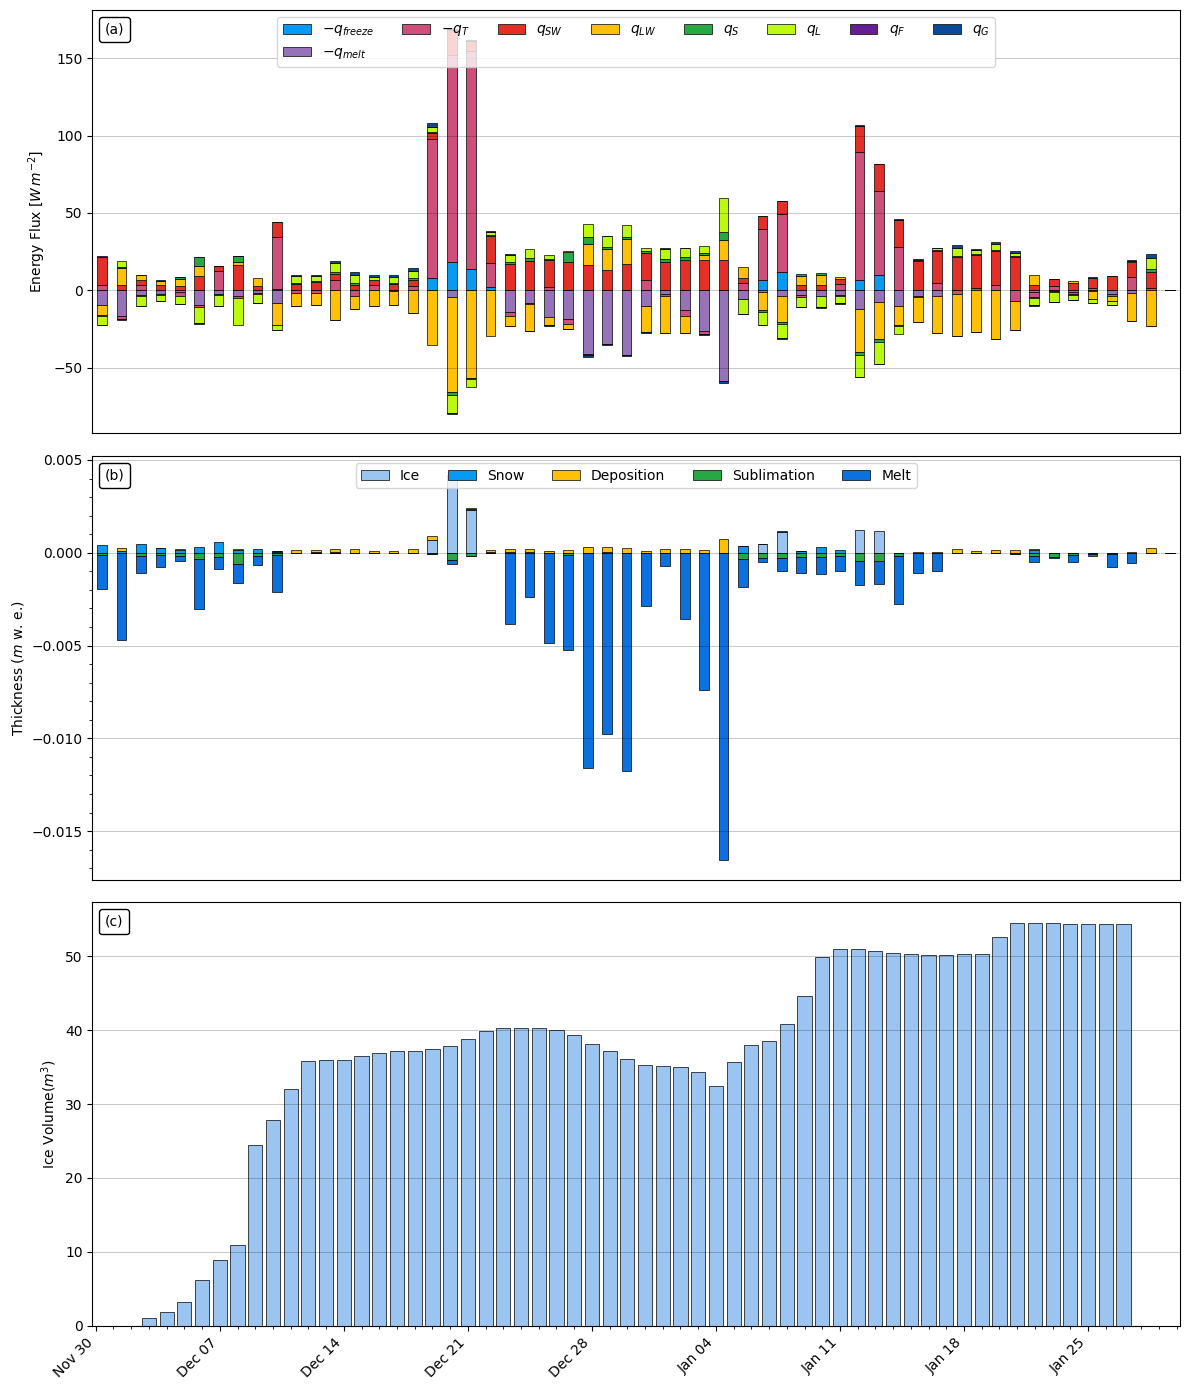 (a)
−q_freeze −q_T q_SW q_LW q_S q_L q_F q_G
−q_melt
150
100
50
0
−50
Energy Flux [W m⁻²]
(b)
Ice Snow Deposition Sublimation Melt
0.005
0.000
−0.005
−0.010
−0.015
Thickness (m w. e.)
(c)
50
40
30
20
10
0
Ice Volume(m³)
Nov 30 Dec 07 Dec 14 Dec 21 Dec 28 Jan 04 Jan 11 Jan 18 Jan 25